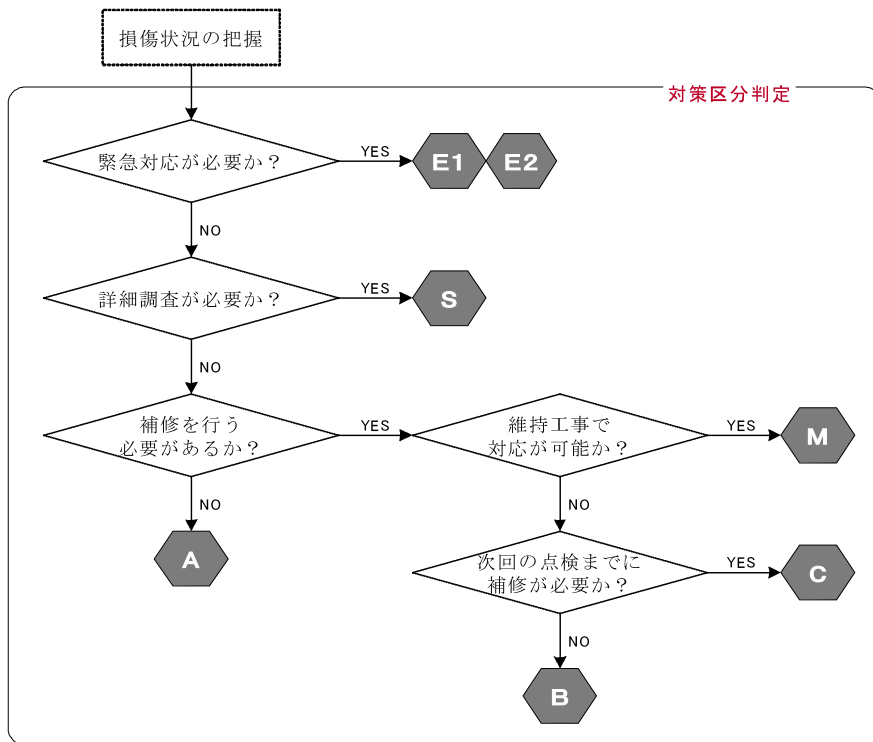 損傷状況の把握
対策区分判定
緊急対応が必要か？
YES
E1
E2
NO
詳細調査が必要か？
YES
S
NO
補修を行う
必要があるか？
YES
維持工事で
対応が可能か？
YES
M
NO
A
NO
次回の点検までに
補修が必要か？
YES
C
NO
B